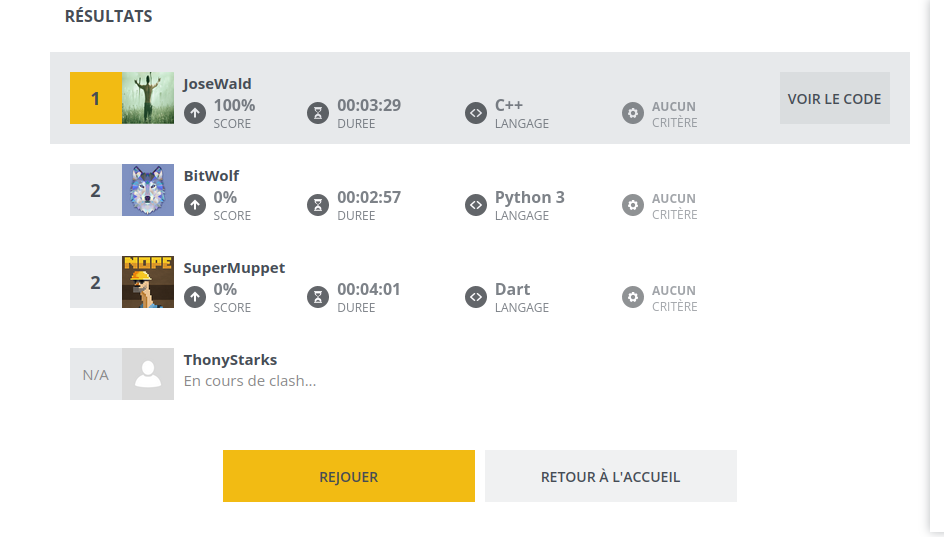 RÉSULTATS
1
JoseWald
100%
SCORE
00:03:29
DUREE
C++
LANGAGE
AUCUN
CRITÈRE
VOIR LE CODE
2
BitWolf
0%
SCORE
00:02:57
DUREE
Python 3
LANGAGE
AUCUN
CRITÈRE
2
NOPE
SuperMuppet
0%
SCORE
00:04:01
DUREE
Dart
LANGAGE
AUCUN
CRITÈRE
N/A
ThonyStarks
En cours de clash...
REJOUER
RETOUR À L'ACCUEIL